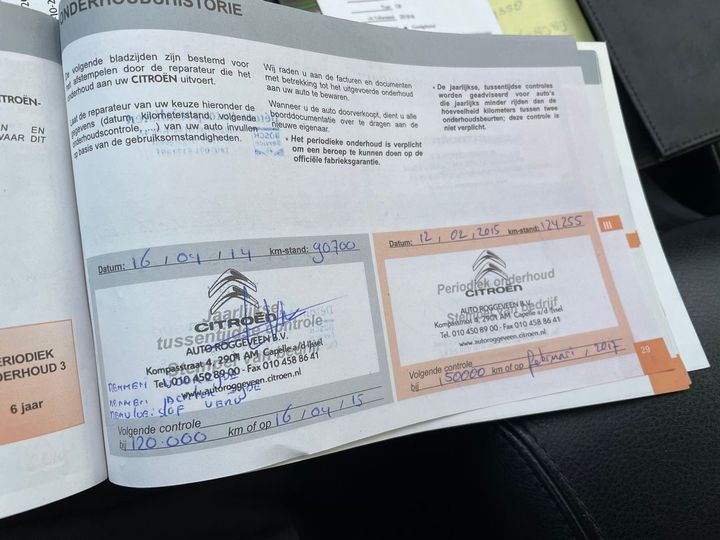 ONDERHOUDSHISTORIE
De volgende bladzijden zijn bestemd voor
het afstempelen door de reparateur die het
onderhoud aan uw CITROËN uitvoert.
Laat de reparateur van uw keuze hieronder de
gegevens (datum, kilometerstand, volgende
onderhoudscontrole, ...) van uw auto invullen
op basis van de gebruiksomstandigheden.
Wij raden u aan de facturen en documenten
met betrekking tot het uitgevoerde onderhoud
aan uw auto te bewaren.
Wanneer u de auto doorverkoopt, dient u alle
boorddocumentatie over te dragen aan de
nieuwe eigenaar.
• Het periodieke onderhoud is verplicht
om een beroep te kunnen doen op de
officiële fabrieksgarantie.
• De jaarlijkse, tussentijdse controles
worden geadviseerd voor auto's
die jaarlijks minder rijden dan de
hoeveelheid kilometers tussen twee
onderhoudsbeurten; deze controle is
niet verplicht.
TROËN-
N EN
WAAR DIT
PERIODIEK
ONDERHOUD 3
6 jaar
Datum: 16 / 04 / 14 km-stand: 90700
Jaarlijkse
CITROËN
tussentijdse controle
AUTO ROGGEVEEN B.V.
Kompasstraat 4, 2901 AM Capelle a/d IJssel
Tel. 010 450 89 00 - Fax 010 458 86 41
www.autoroggeveen.citroen.nl
REMMEN
REMMEN
REMVLOEISTOF
Volgende controle
bij 120.000 km of op 16 / 04 / 15
Datum: 12, 02, 2015 km-stand: 124255
Periodiek onderhoud
CITROËN
Stempel van bedrijf
AUTO ROGGEVEEN B.V.
Kompasstraat 4, 2901 AM Capelle a/d IJssel
Tel. 010 450 89 00 - Fax 010 458 86 41
www.autoroggeveen.citroen.nl
Volgende controle
bij 150000 km of op februari, 2017
III
29